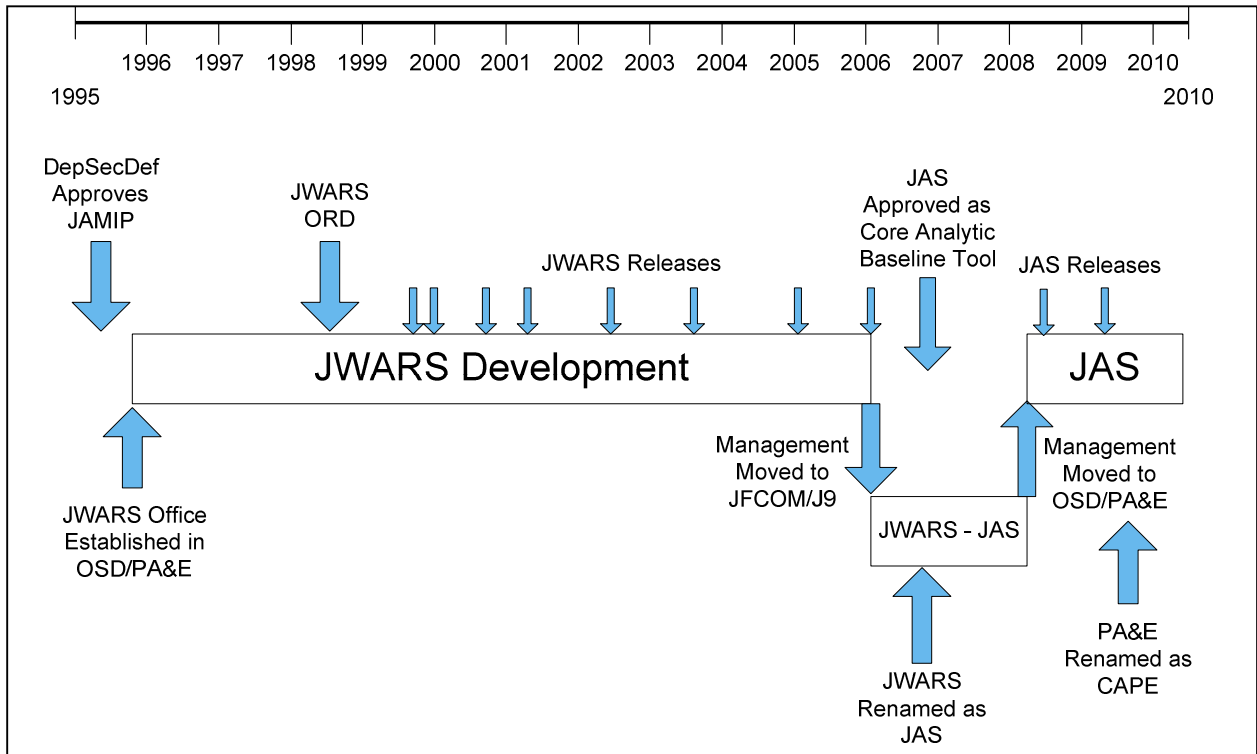 1996 1997 1998 1999 2000 2001 2002 2003 2004 2005 2006 2007 2008 2009 2010
1995 2010
DepSecDef
Approves
JAMIP
JWARS
ORD
JWARS Releases
JAS
Approved as
Core Analytic
Baseline Tool
JAS Releases
JWARS Development
JAS
JWARS Office
Established in
OSD/PA&E
Management
Moved to
JFCOM/J9
JWARS - JAS
Management
Moved to
OSD/PA&E
JWARS
Renamed as
JAS
PA&E
Renamed as
CAPE